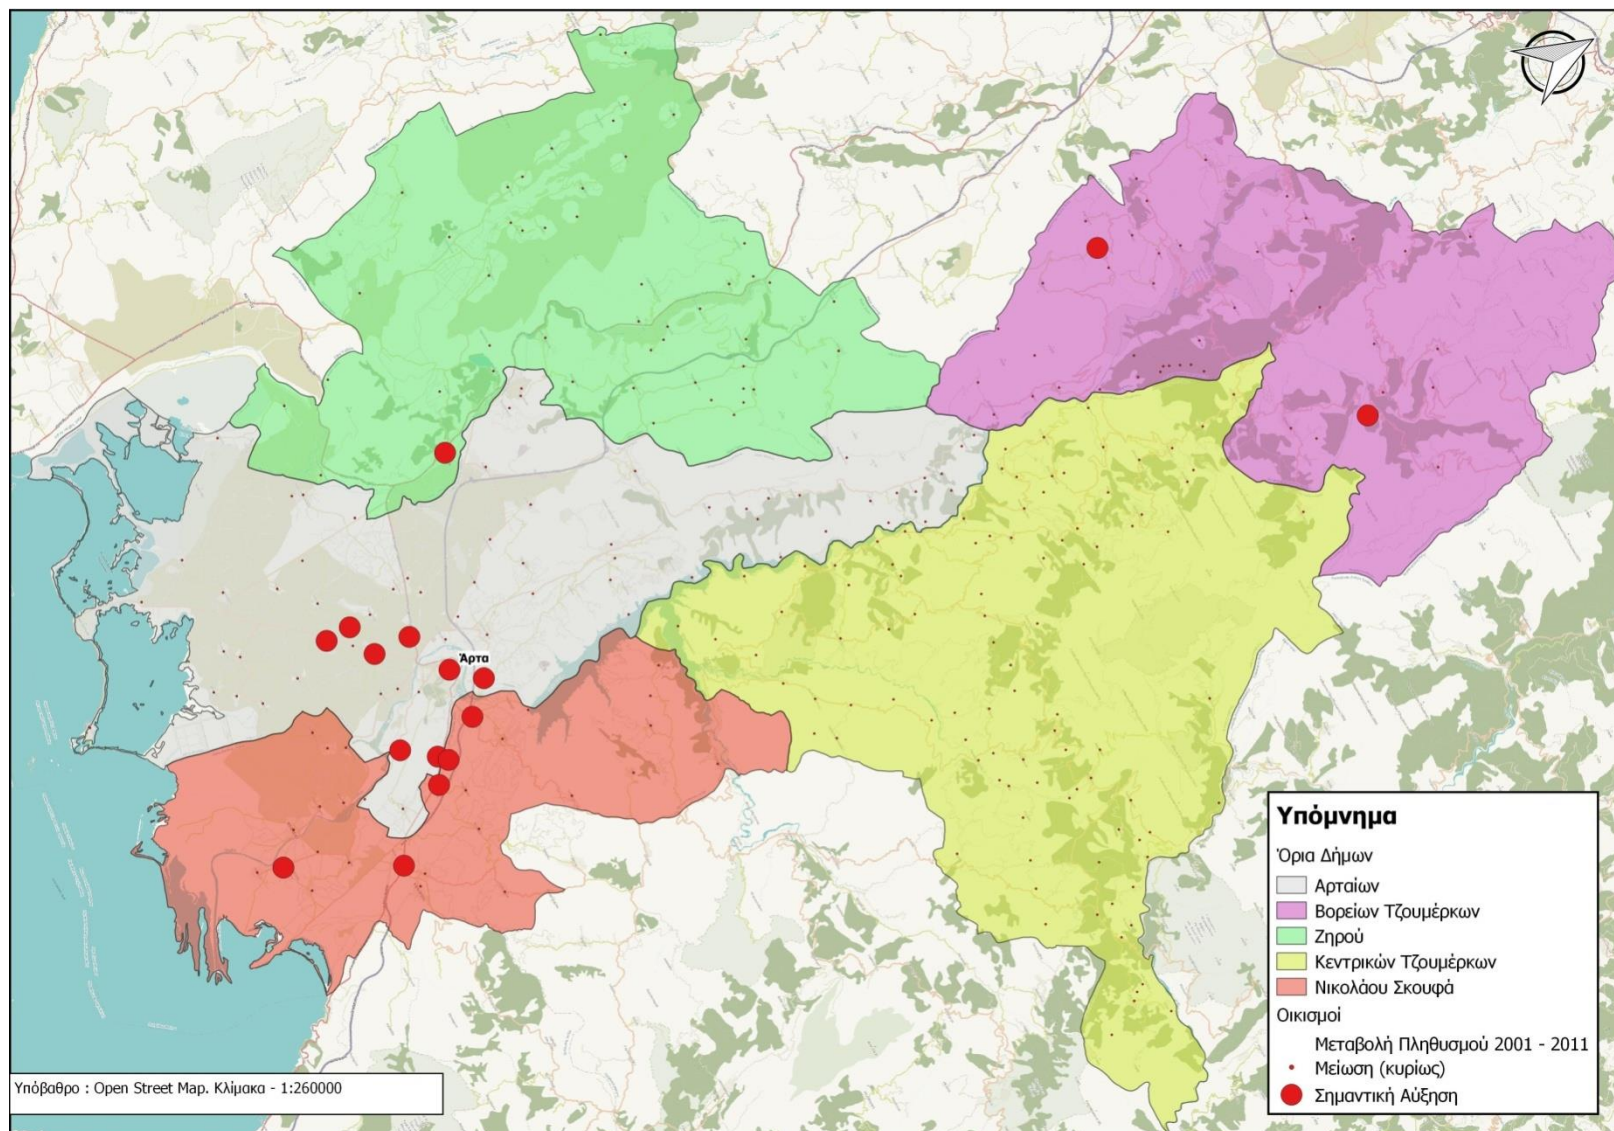 Άρτα
Υπόμνημα
Όρια Δήμων
Αρταίων
Βορείων Τζουμέρκων
Ζηρού
Κεντρικών Τζουμέρκων
Νικολάου Σκουφά
Οικισμοί
Μεταβολή Πληθυσμού 2001 - 2011
Μείωση (κυρίως)
Σημαντική Αύξηση
Υπόβαθρο : Open Street Map. Κλίμακα - 1:260000